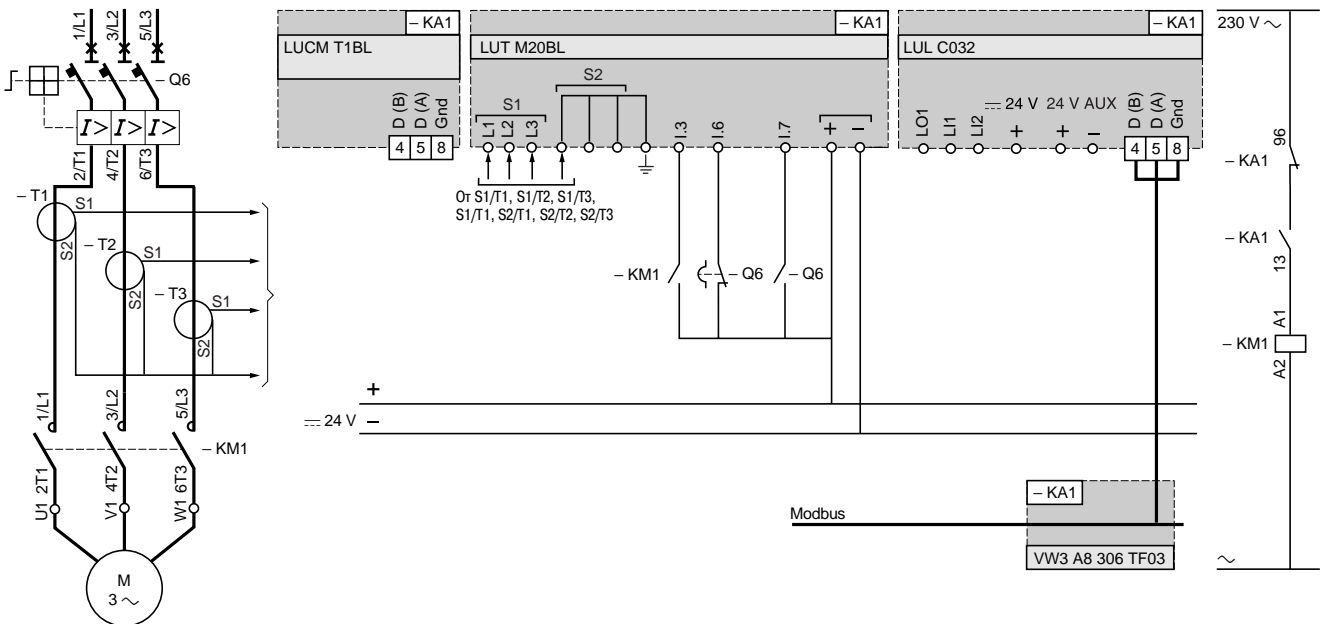 1/L1
3/L2
5/L3
– Q6
I>
I>
I>
2/T1
4/T2
6/T3
– T1
S1
S2
– T2
S1
S2
– T3
S1
S2
1/L1
3/L2
5/L3
– KM1
2T1
4T2
6T3
U1
V1
W1
M
3 ~
– KA1
LUCM T1BL
D (B)
D (A)
Gnd
4 5 8
– KA1
LUT M20BL
S1
S2
L1
L2
L3
I.3
I.6
I.7
+
–
От S1/T1, S1/T2, S1/T3,
S1/T1, S2/T1, S2/T2, S2/T3
– KM1
– Q6
– Q6
+
24 V
–
– KA1
LUL C032
24 V
24 V AUX
LO1
LI1
LI2
+
+
–
D (B)
D (A)
Gnd
4 5 8
– KA1
Modbus
VW3 A8 306 TF03
230 V ~
96
– KA1
– KA1
13
A1
– KM1
A2
~